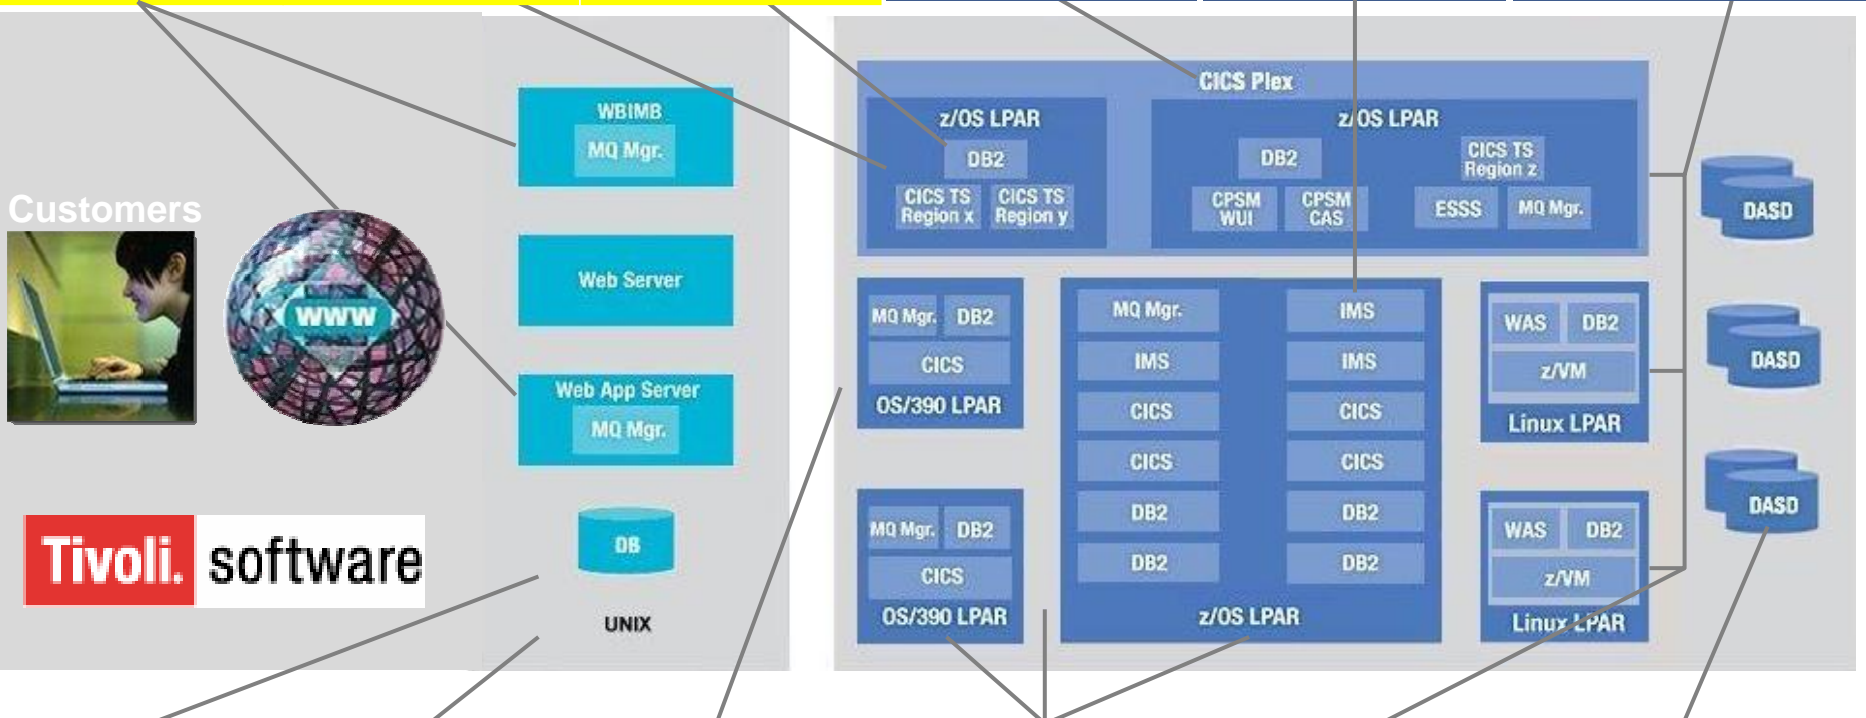 Customers
WWW
Tivoli. software
WBIMB
MQ Mgr.
Web Server
Web App Server
MQ Mgr.
DB
UNIX
CICS Plex
z/OS LPAR
DB2
CICS TS
Region x
CICS TS
Region y
z/OS LPAR
DB2
CPSM
WUI
CPSM
CAS
CICS TS
Region z
ESSS
MQ Mgr.
MQ Mgr.
DB2
CICS
OS/390 LPAR
MQ Mgr.
DB2
CICS
OS/390 LPAR
MQ Mgr.
IMS
IMS
IMS
CICS
CICS
CICS
CICS
DB2
DB2
DB2
DB2
z/OS LPAR
WAS
DB2
z/VM
Linux LPAR
WAS
DB2
z/VM
Linux LPAR
DASD
DASD
DASD